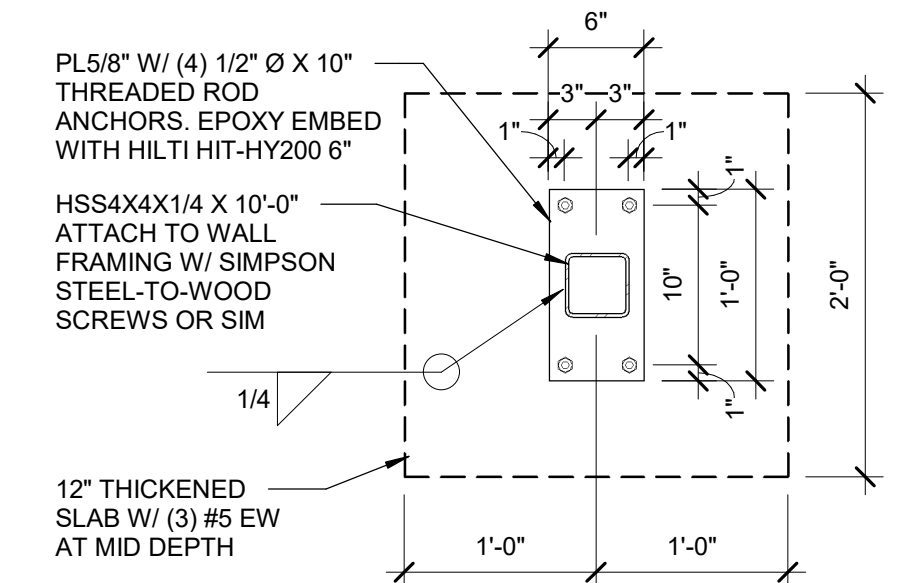 6"
PL5/8" W/ (4) 1/2" Ø X 10"
THREADED ROD
ANCHORS. EPOXY EMBED
WITH HILTI HIT-HY200 6"
3"
3"
1"
1"
1"
HSS4X4X1/4 X 10'-0"
ATTACH TO WALL
FRAMING W/ SIMPSON
STEEL-TO-WOOD
SCREWS OR SIM
10"
1'-0"
2'-0"
1/4
1"
12" THICKENED
SLAB W/ (3) #5 EW
AT MID DEPTH
1'-0"
1'-0"